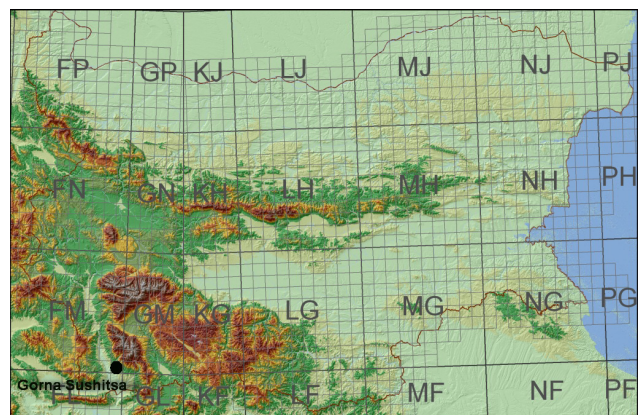 FP GP KJ LJ MJ NJ PJ
FN GN KH LH MH NH PH
FM GM KG LG MG NG PG
Gorna Sushitsa
FL GL KF LF MF NF PF